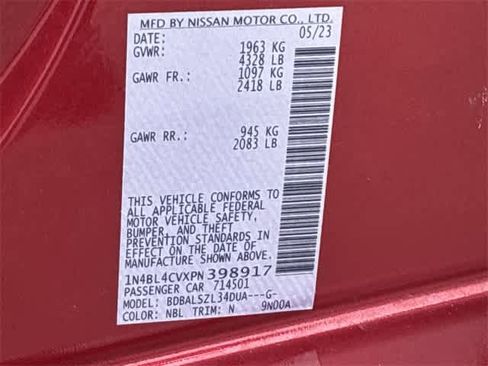 MFD BY NISSAN MOTOR CO., LTD.
DATE: 05/23
GVWR: 1963 KG
4328 LB
GAWR FR.: 1097 KG
2418 LB
GAWR RR.: 945 KG
2083 LB
THIS VEHICLE CONFORMS TO
ALL APPLICABLE FEDERAL
MOTOR VEHICLE SAFETY,
BUMPER, AND THEFT
PREVENTION STANDARDS IN
EFFECT ON THE DATE OF
MANUFACTURE SHOWN ABOVE.
1N4BL4CVXPN398917
PASSENGER CAR 714501
MODEL: BDBALSZL34DUA---G-
COLOR: NBL TRIM: N 9N00A